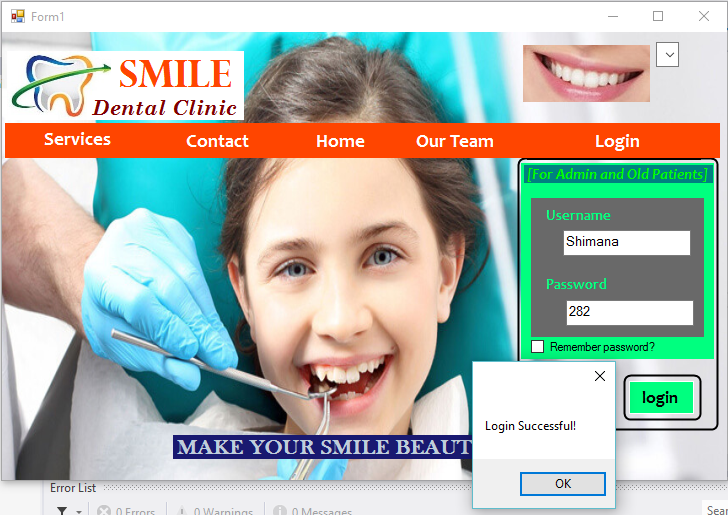 Form1
SMILE
Dental Clinic
Services Contact Home Our Team Login
[For Admin and Old Patients]
Username
Shimana
Password
282
Remember password?
login
Login Successful!
OK
MAKE YOUR SMILE BEAUT
Error List
0 Errors 0 Warnings 0 Messages
Sear